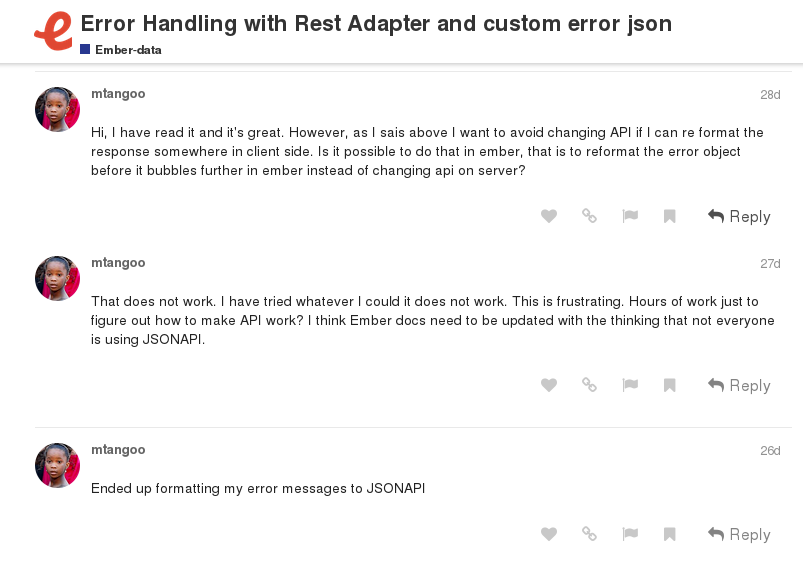 Error Handling with Rest Adapter and custom error json
Ember-data
mtangoo
28d
Hi, I have read it and it's great. However, as I sais above I want to avoid changing API if I can re format the
response somewhere in client side. Is it possible to do that in ember, that is to reformat the error object
before it bubbles further in ember instead of changing api on server?
Reply
mtangoo
27d
That does not work. I have tried whatever I could it does not work. This is frustrating. Hours of work just to
figure out how to make API work? I think Ember docs need to be updated with the thinking that not everyone
is using JSONAPI.
Reply
mtangoo
26d
Ended up formatting my error messages to JSONAPI
Reply